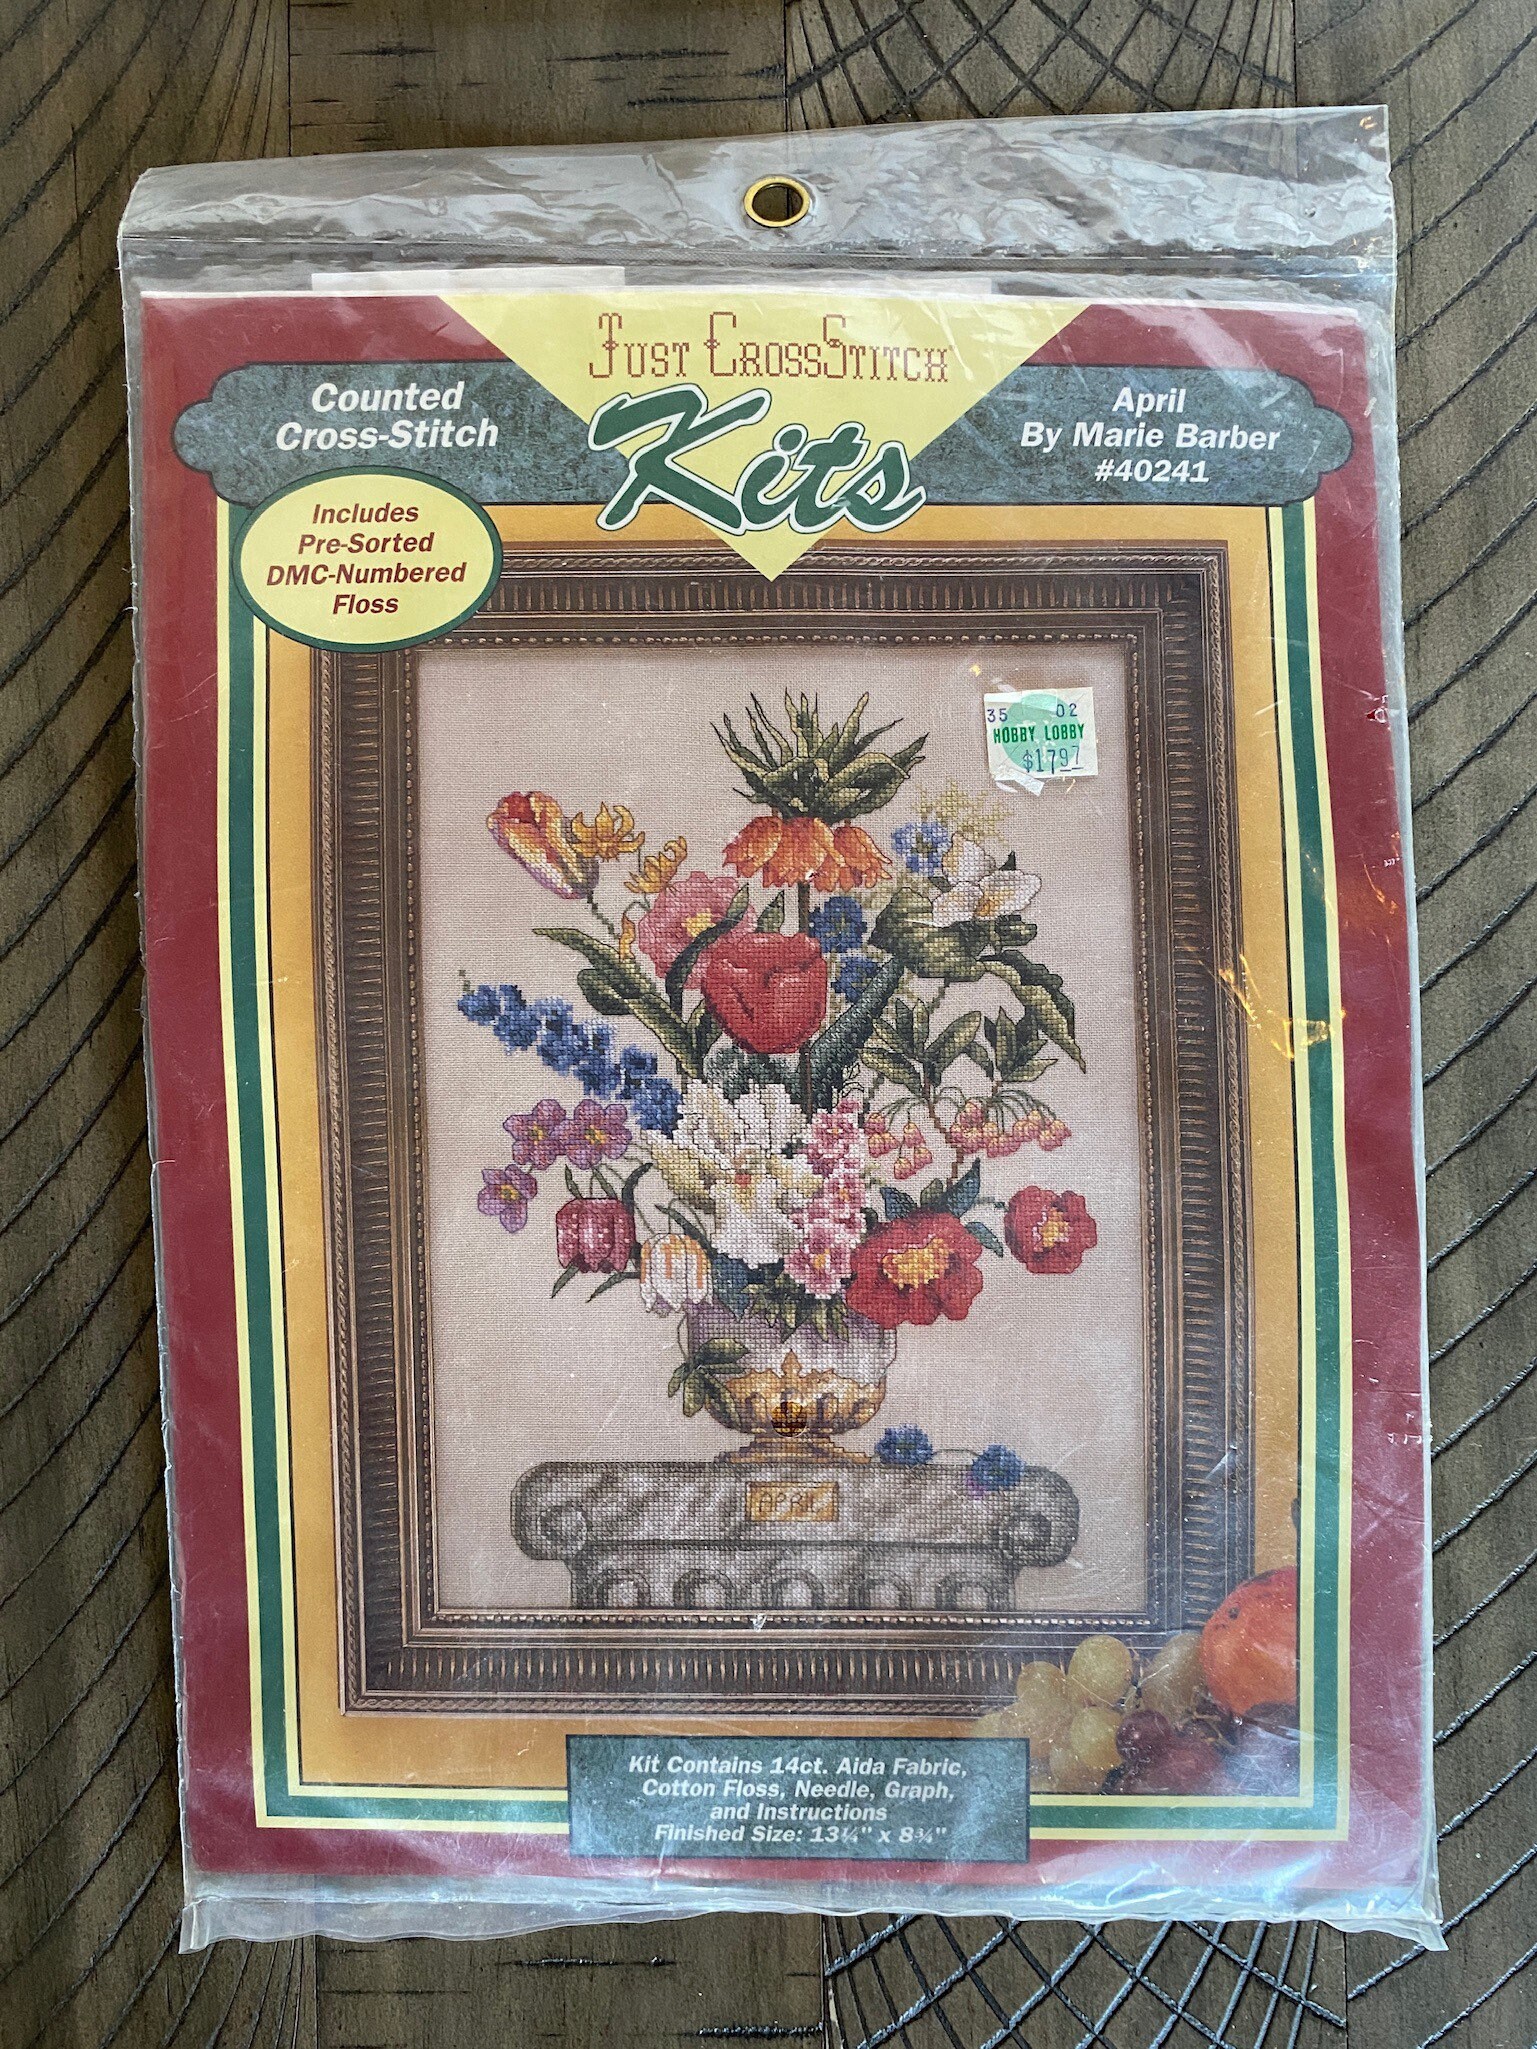 Just CrossStitch
Kits
Counted
Cross-Stitch
April
By Marie Barber
#40241
Includes
Pre-Sorted
DMC-Numbered
Floss
35 02
HOBBY LOBBY
$17.97
APRIL
Kit Contains 14ct. Aida Fabric,
Cotton Floss, Needle, Graph,
and Instructions
Finished Size: 13¼" x 8¾"